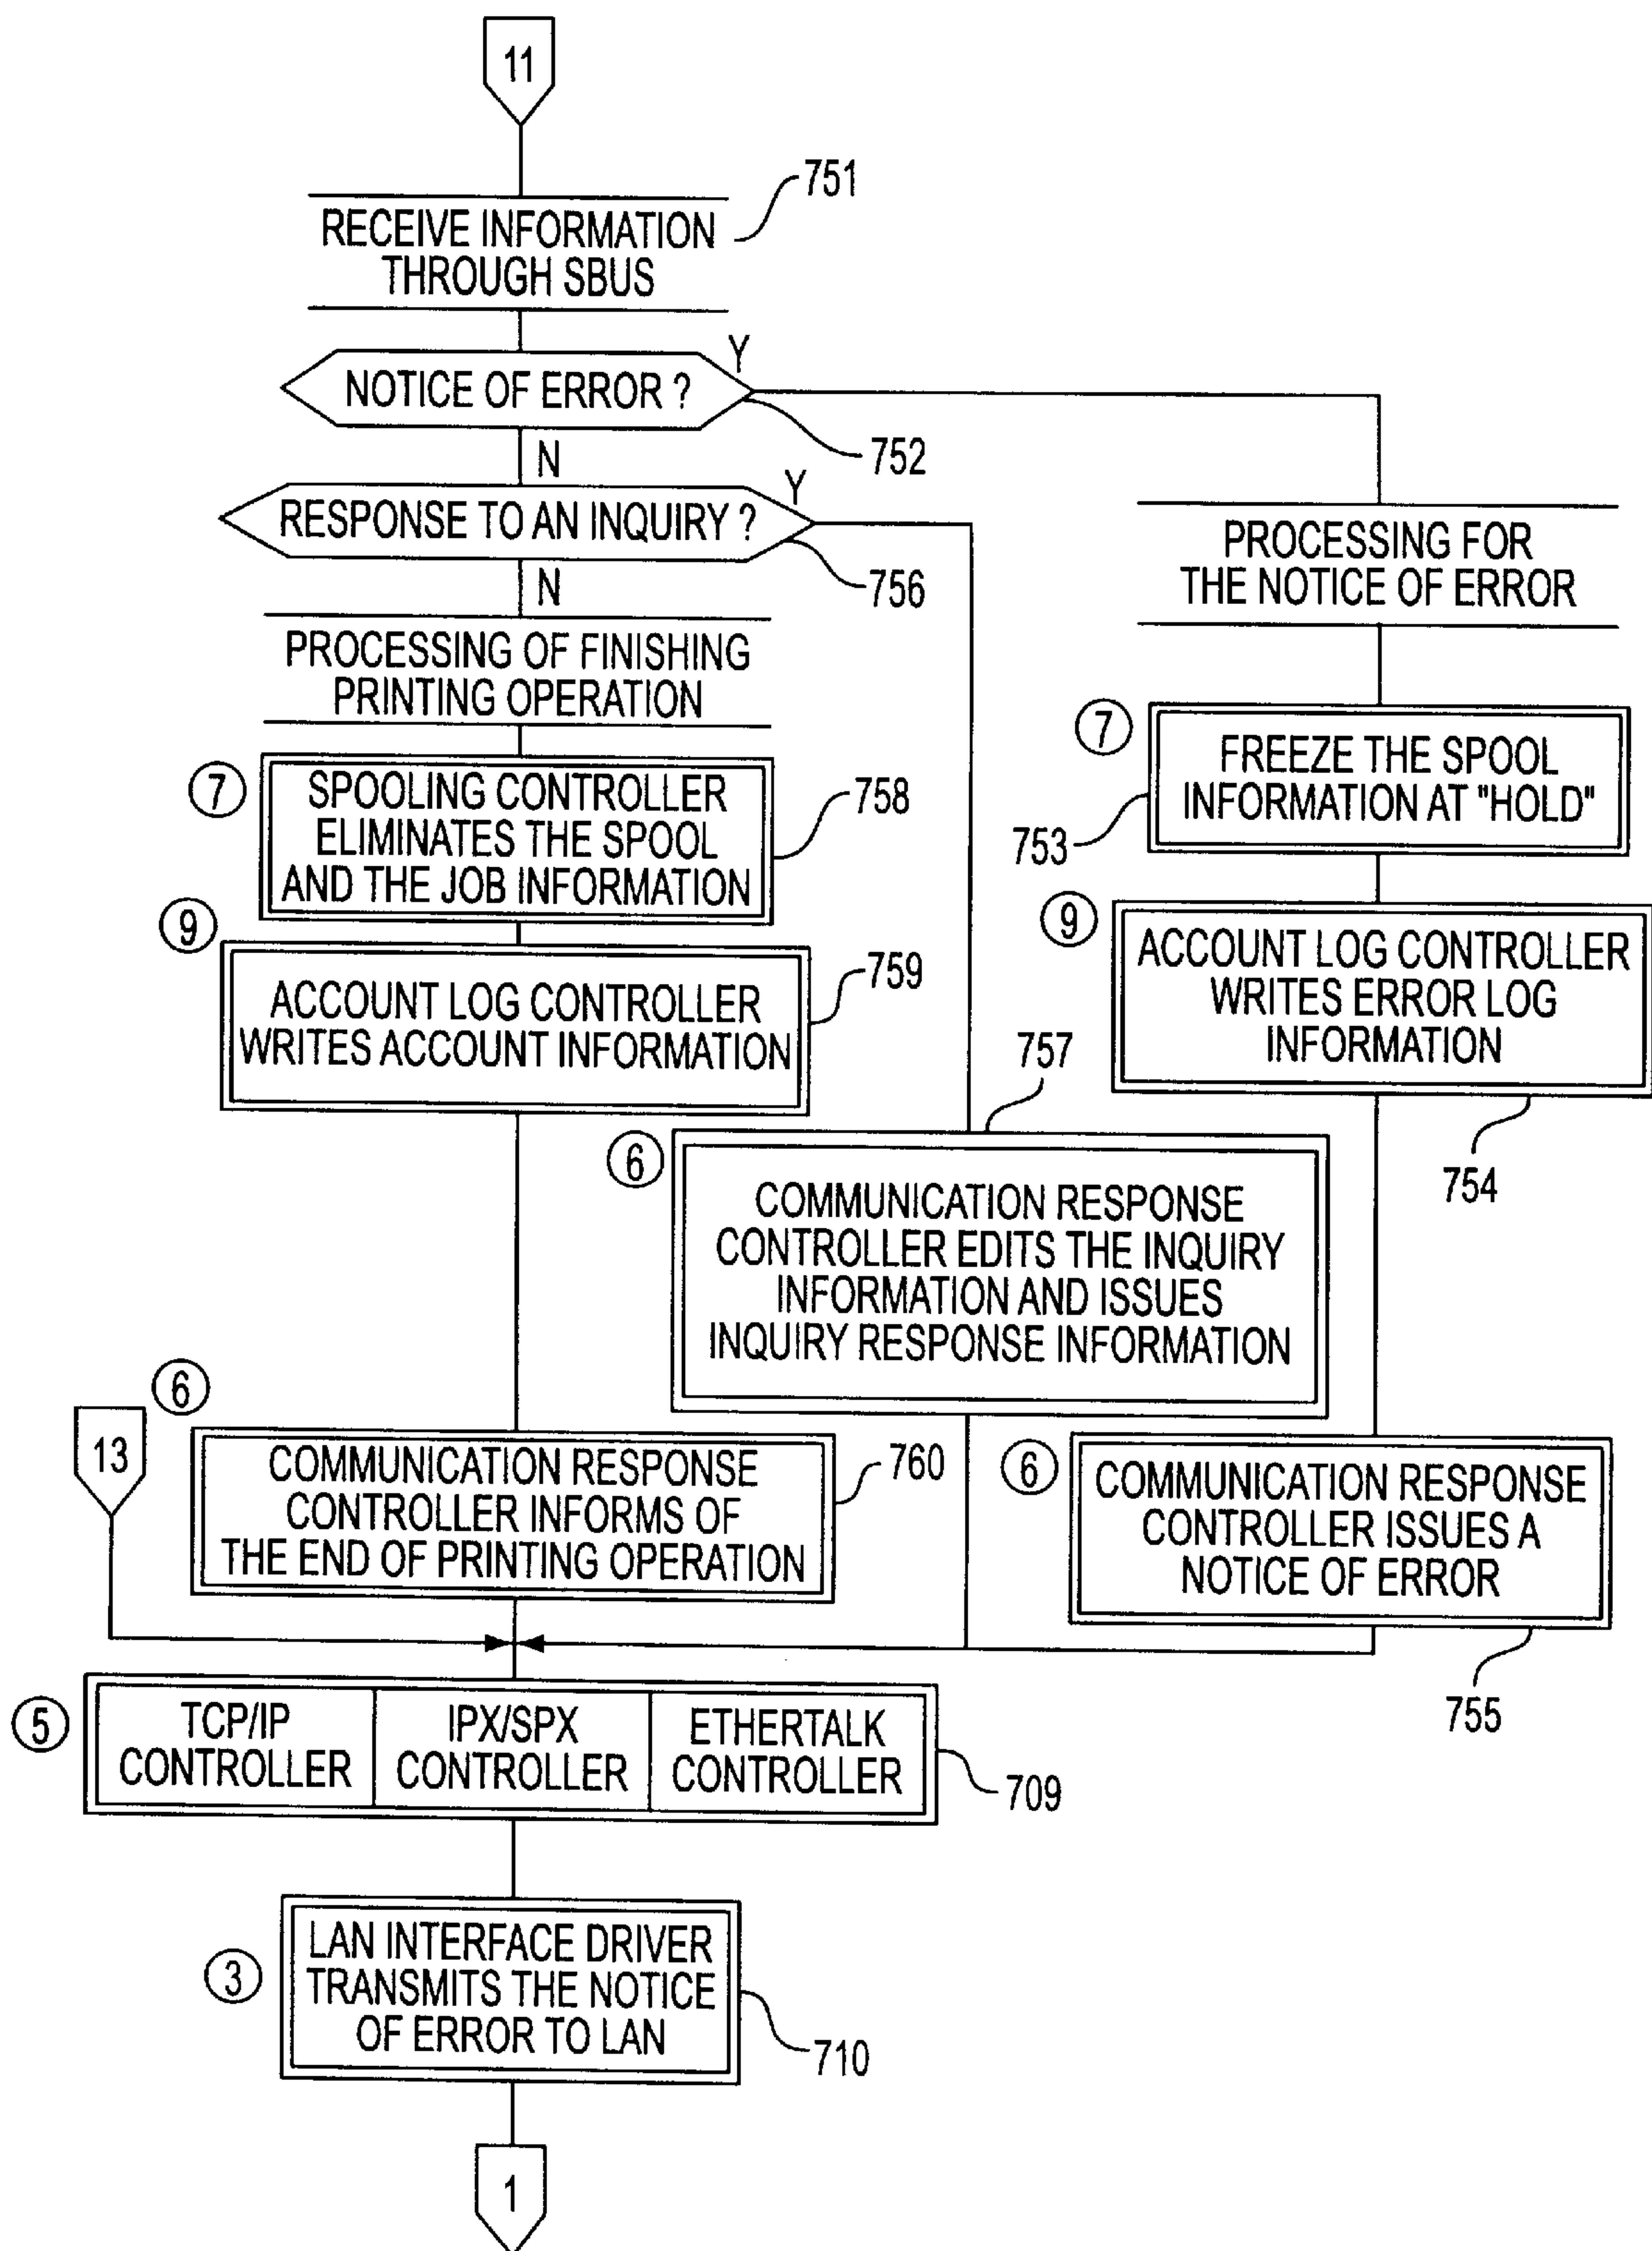 11
751
RECEIVE INFORMATION
THROUGH SBUS
Y
NOTICE OF ERROR ?
752
N
Y
RESPONSE TO AN INQUIRY ?
756
N
PROCESSING FOR
THE NOTICE OF ERROR
PROCESSING OF FINISHING
PRINTING OPERATION
7
SPOOLING CONTROLLER
ELIMINATES THE SPOOL
AND THE JOB INFORMATION
758
7
FREEZE THE SPOOL
INFORMATION AT "HOLD"
753
9
ACCOUNT LOG CONTROLLER
WRITES ACCOUNT INFORMATION
759
9
ACCOUNT LOG CONTROLLER
WRITES ERROR LOG
INFORMATION
754
757
6
COMMUNICATION RESPONSE
CONTROLLER EDITS THE INQUIRY
INFORMATION AND ISSUES
INQUIRY RESPONSE INFORMATION
6
13
COMMUNICATION RESPONSE
CONTROLLER INFORMS OF
THE END OF PRINTING OPERATION
760
6
COMMUNICATION RESPONSE
CONTROLLER ISSUES A
NOTICE OF ERROR
755
5
TCP/IP
CONTROLLER
IPX/SPX
CONTROLLER
ETHERTALK
CONTROLLER
709
3
LAN INTERFACE DRIVER
TRANSMITS THE NOTICE
OF ERROR TO LAN
710
1